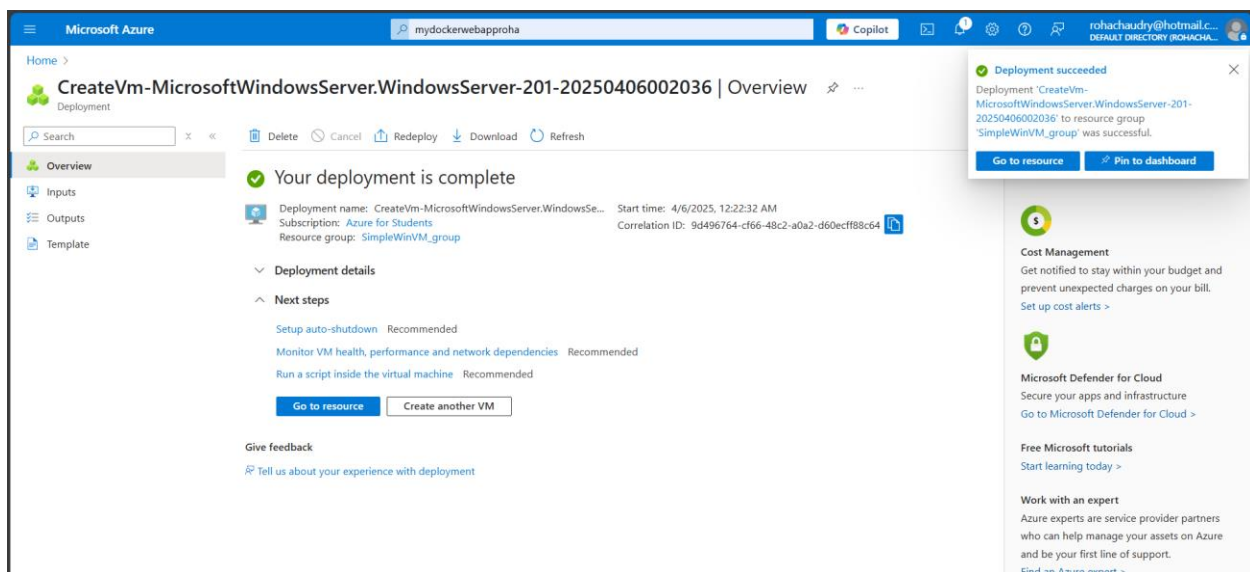 Microsoft Azure
mydockerwebapproha
Copilot
1
rohachaudry@hotmail.c...
DEFAULT DIRECTORY (ROHACHA...
Home >
CreateVm-MicrosoftWindowsServer.WindowsServer-201-20250406002036 | Overview
Deployment
Search
Delete
Cancel
Redeploy
Download
Refresh
Overview
Inputs
Outputs
Template
Your deployment is complete
Deployment name: CreateVm-MicrosoftWindowsServer.WindowsSe...
Subscription: Azure for Students
Resource group: SimpleWinVM_group
Start time: 4/6/2025, 12:22:32 AM
Correlation ID: 9d496764-cf66-48c2-a0a2-d60ecff88c64
Deployment details
Next steps
Setup auto-shutdown Recommended
Monitor VM health, performance and network dependencies Recommended
Run a script inside the virtual machine Recommended
Go to resource
Create another VM
Give feedback
Tell us about your experience with deployment
Deployment succeeded
Deployment 'CreateVm-
MicrosoftWindowsServer.WindowsServer-201-
20250406002036' to resource group
'SimpleWinVM_group' was successful.
Go to resource
Pin to dashboard
Cost Management
Get notified to stay within your budget and
prevent unexpected charges on your bill.
Set up cost alerts >
Microsoft Defender for Cloud
Secure your apps and infrastructure
Go to Microsoft Defender for Cloud >
Free Microsoft tutorials
Start learning today >
Work with an expert
Azure experts are service provider partners
who can help manage your assets on Azure
and be your first line of support.
Find an Azure expert >